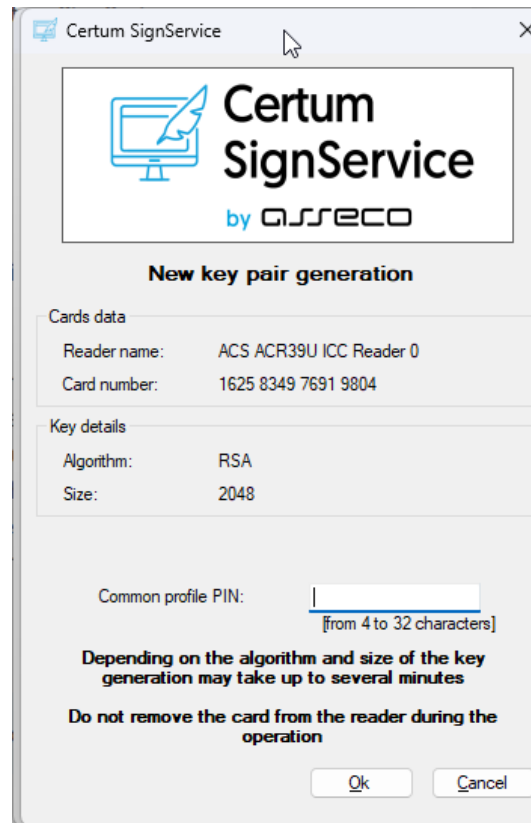 Certum SignService
Certum
SignService
by asseco
New key pair generation
Cards data
Reader name: ACS ACR39U ICC Reader 0
Card number: 1625 8349 7691 9804
Key details
Algorithm: RSA
Size: 2048
Common profile PIN:
[from 4 to 32 characters]
Depending on the algorithm and size of the key
generation may take up to several minutes
Do not remove the card from the reader during the
operation
Ok Cancel